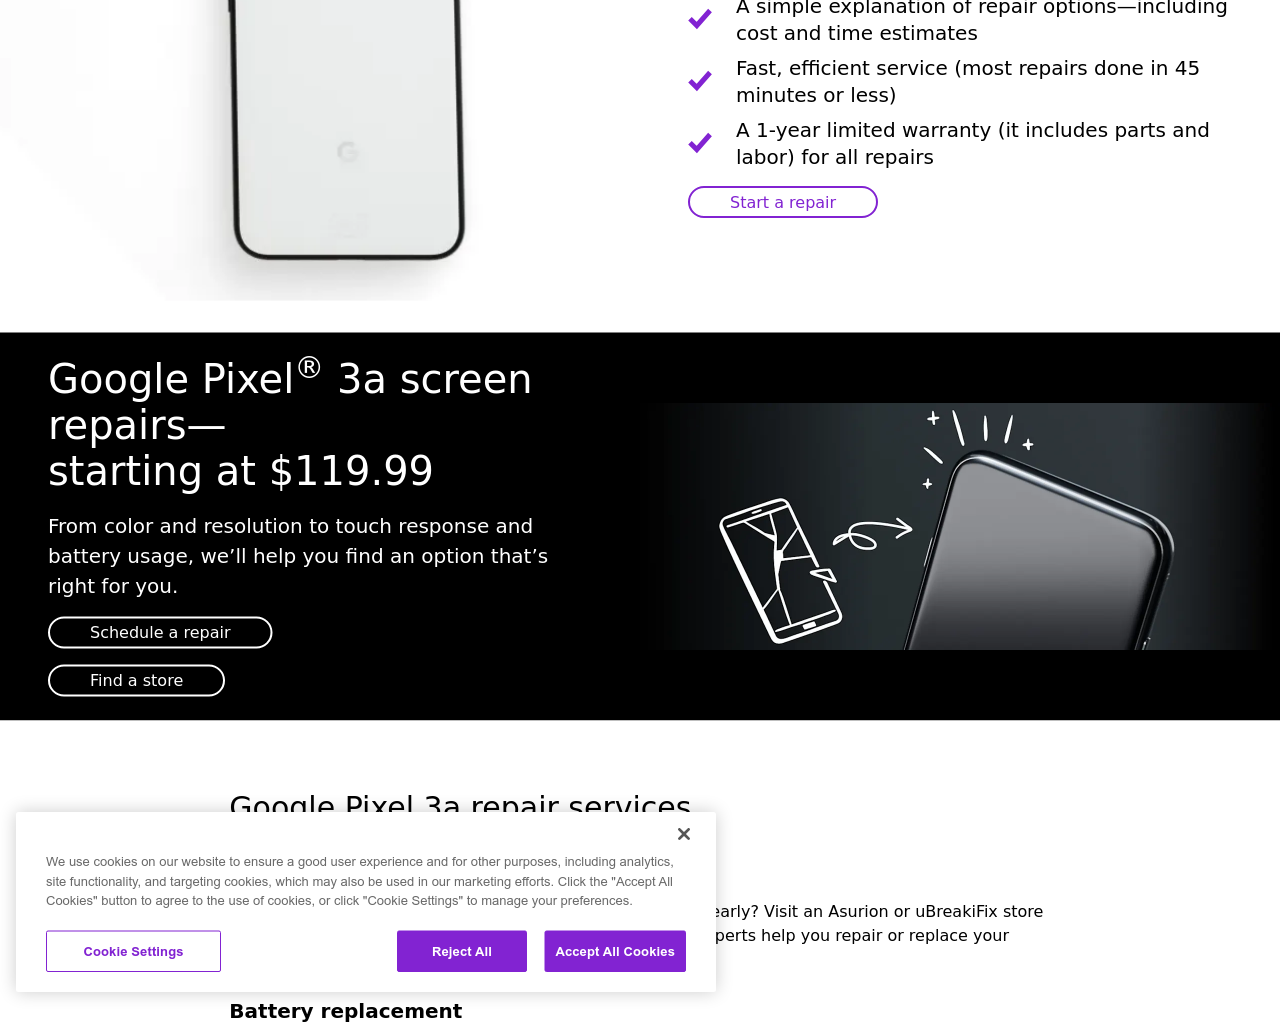 A simple explanation of repair options—including
cost and time estimates
Fast, efficient service (most repairs done in 45
minutes or less)
A 1-year limited warranty (it includes parts and
labor) for all repairs
Start a repair
G
Google Pixel® 3a screen
repairs—
starting at $119.99
From color and resolution to touch response and
battery usage, we’ll help you find an option that’s
right for you.
Schedule a repair
Find a store
Google Pixel 3a repair services
early? Visit an Asurion or uBreakiFix store
perts help you repair or replace your
We use cookies on our website to ensure a good user experience and for other purposes, including analytics,
site functionality, and targeting cookies, which may also be used in our marketing efforts. Click the "Accept All
Cookies" button to agree to the use of cookies, or click "Cookie Settings" to manage your preferences.
Cookie Settings
Reject All
Accept All Cookies
Battery replacement